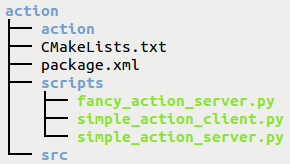 action
├── action
├── CMakeLists.txt
├── package.xml
├── scripts
│   ├── fancy_action_server.py
│   ├── simple_action_client.py
│   └── simple_action_server.py
└── src